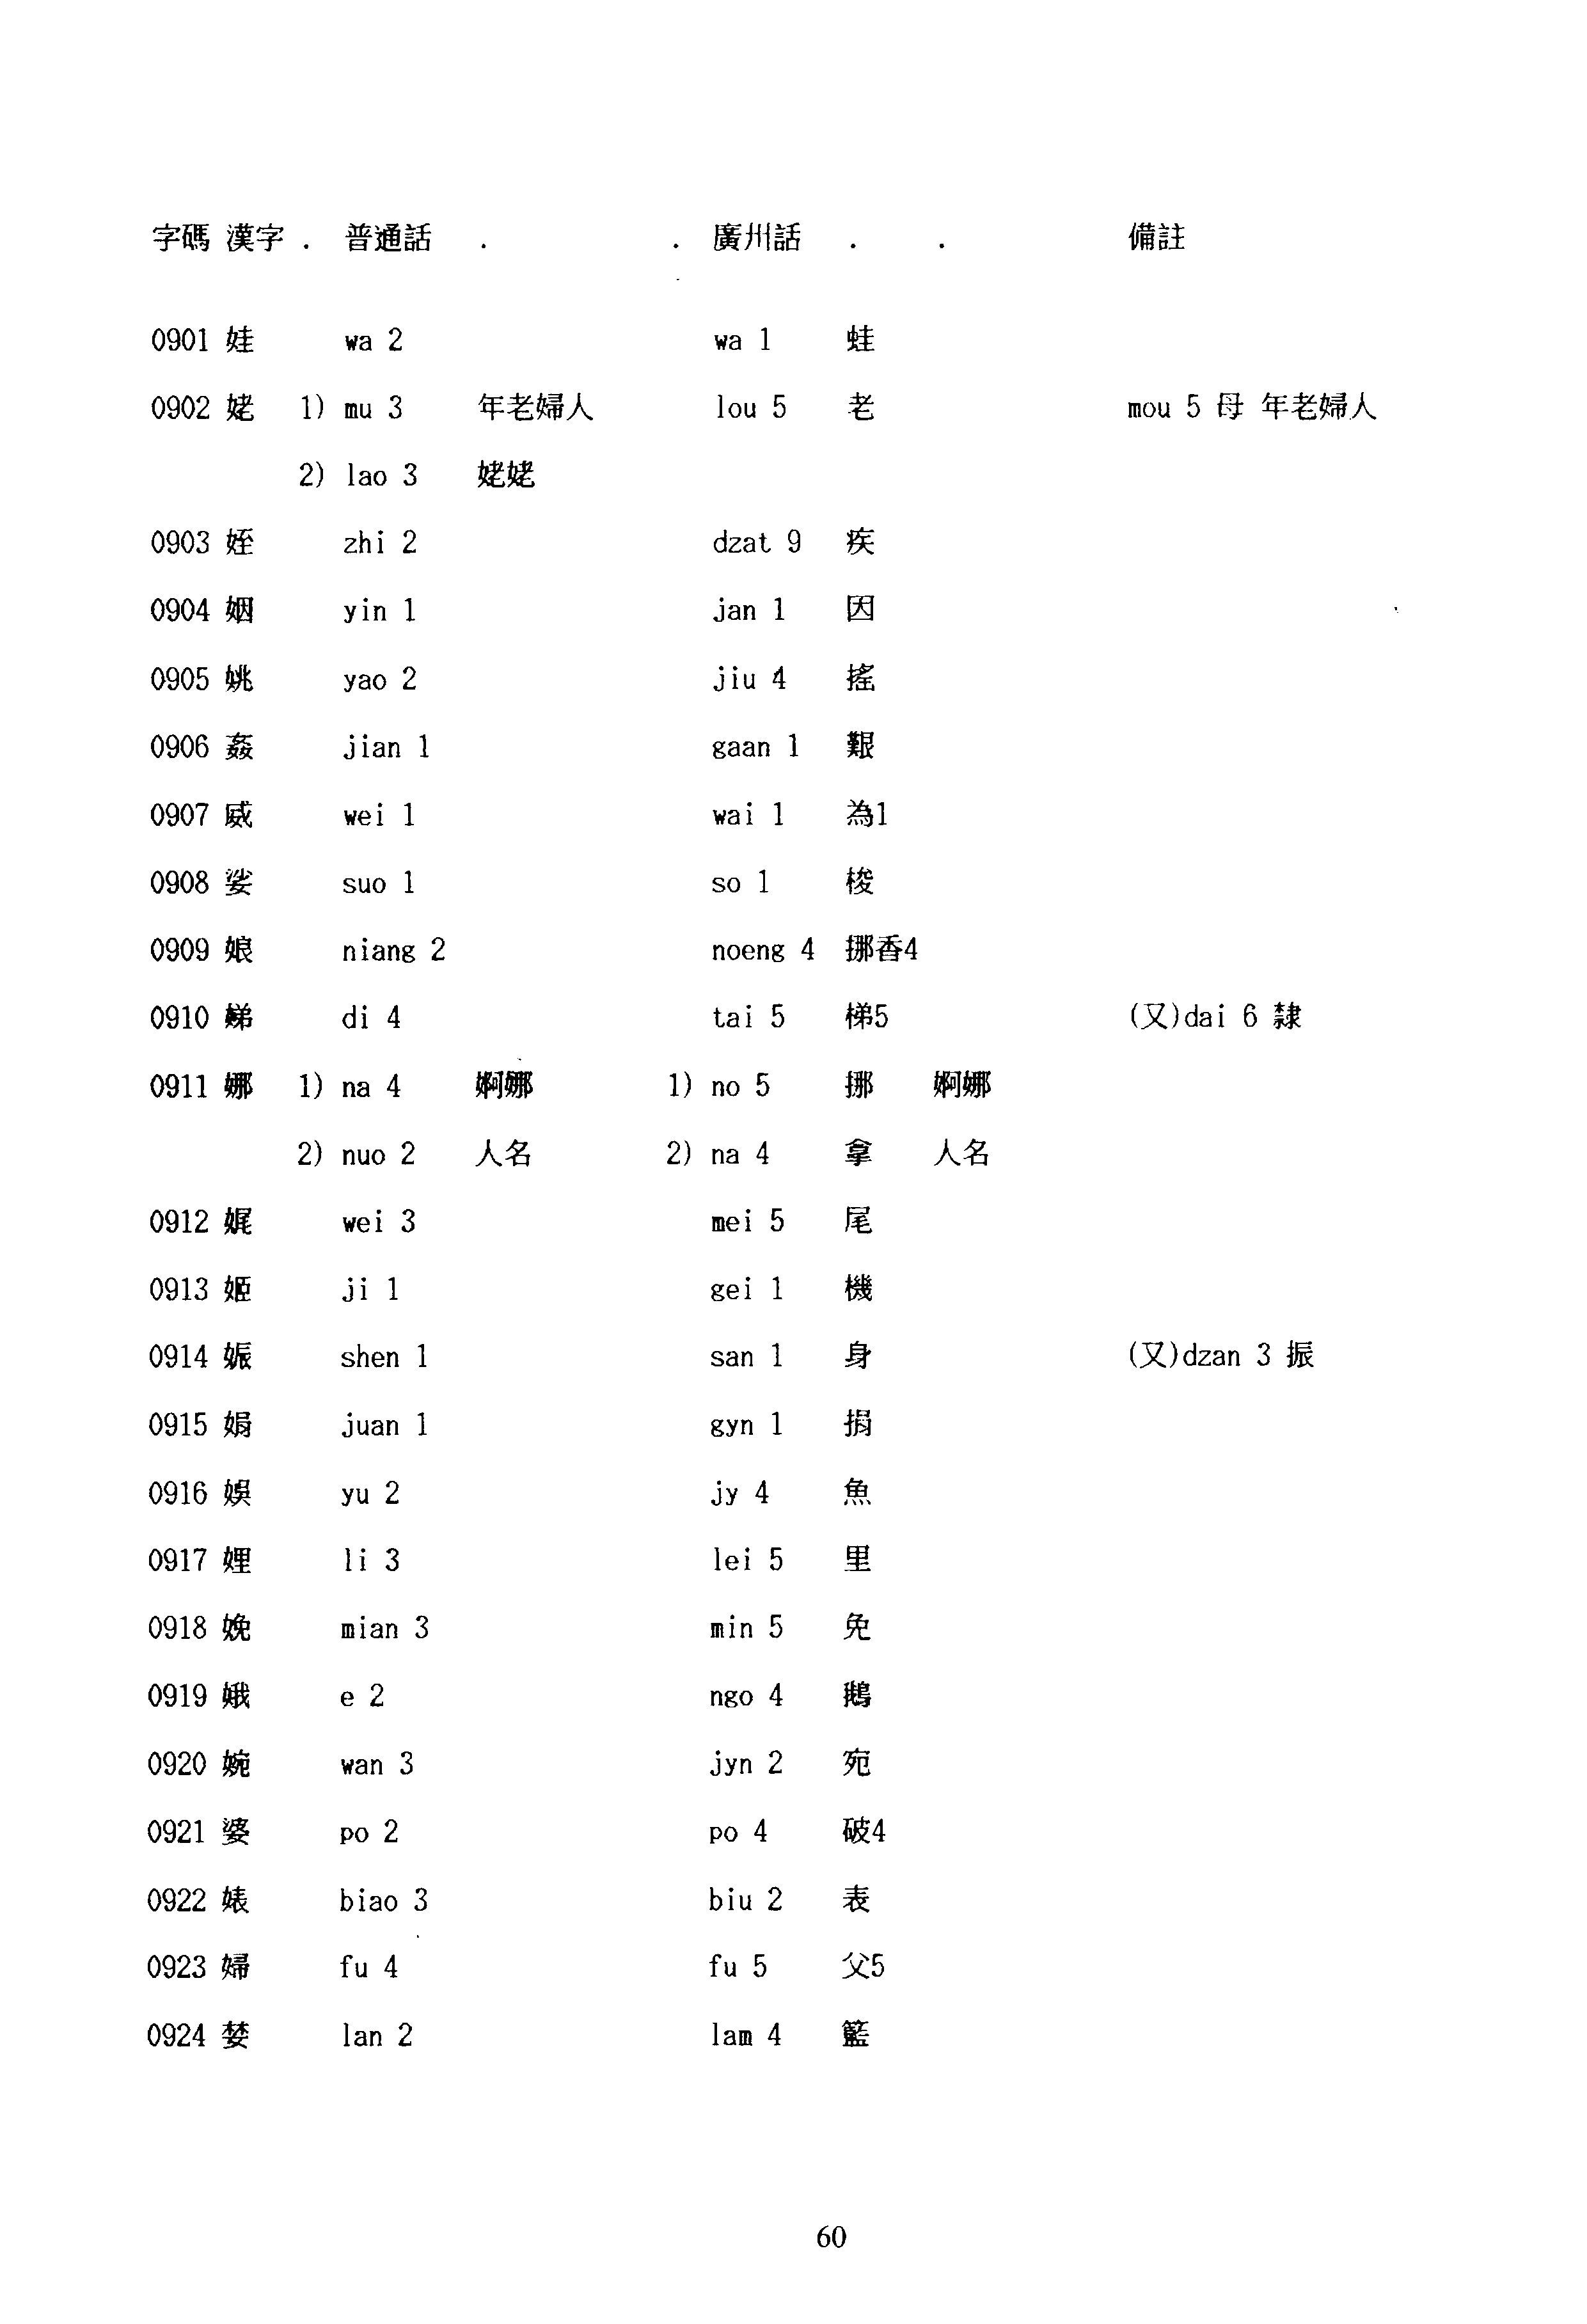 字碼 漢字 . 普通話 . . 廣州話 . . 備註
0901 娃 wa 2 wa 1 蛙
0902 姥 1) mu 3 年老婦人 lou 5 老 mou 5 母 年老婦人
2) lao 3 姥姥
0903 姪 zhi 2 dzat 9 疾
0904 姻 yin 1 jan 1 因
0905 姚 yao 2 jiu 4 搖
0906 姦 jian 1 gaan 1 艱
0907 威 wei 1 wai 1 為1
0908 娑 suo 1 so 1 梭
0909 娘 niang 2 noeng 4 挪香4
0910 娣 di 4 tai 5 梯5 (又)dai 6 隸
0911 娜 1) na 4 婀娜 1) no 5 挪 婀娜
2) nuo 2 人名 2) na 4 拿 人名
0912 娓 wei 3 mei 5 尾
0913 姬 ji 1 gei 1 機
0914 娠 shen 1 san 1 身 (又)dzan 3 振
0915 娟 juan 1 gyn 1 捐
0916 娛 yu 2 jy 4 魚
0917 娌 li 3 lei 5 里
0918 娩 mian 3 min 5 免
0919 娥 e 2 ngo 4 鵝
0920 婉 wan 3 jyn 2 宛
0921 婆 po 2 po 4 破4
0922 婊 biao 3 biu 2 表
0923 婦 fu 4 fu 5 父5
0924 婪 lan 2 lam 4 籃
60